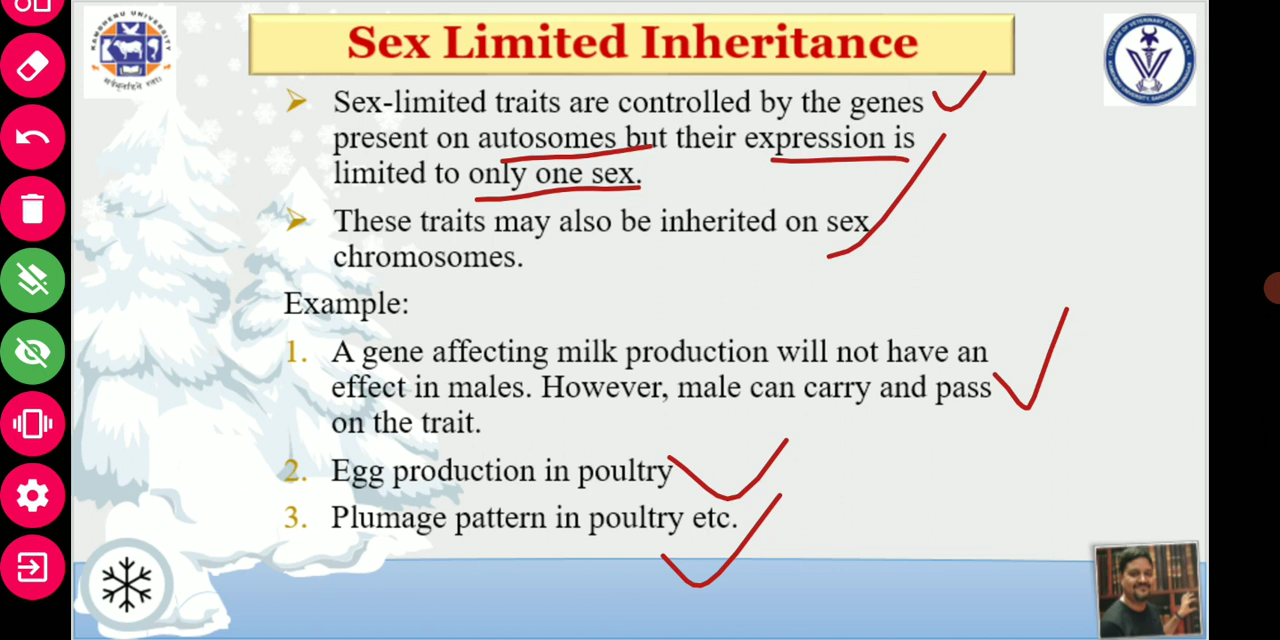 KAMDHENU UNIVERSITY
Sex Limited Inheritance
➤ Sex-limited traits are controlled by the genes
present on autosomes but their expression is
limited to only one sex.
➤ These traits may also be inherited on sex
chromosomes.
Example:
1. A gene affecting milk production will not have an
effect in males. However, male can carry and pass
on the trait.
2. Egg production in poultry
3. Plumage pattern in poultry etc.